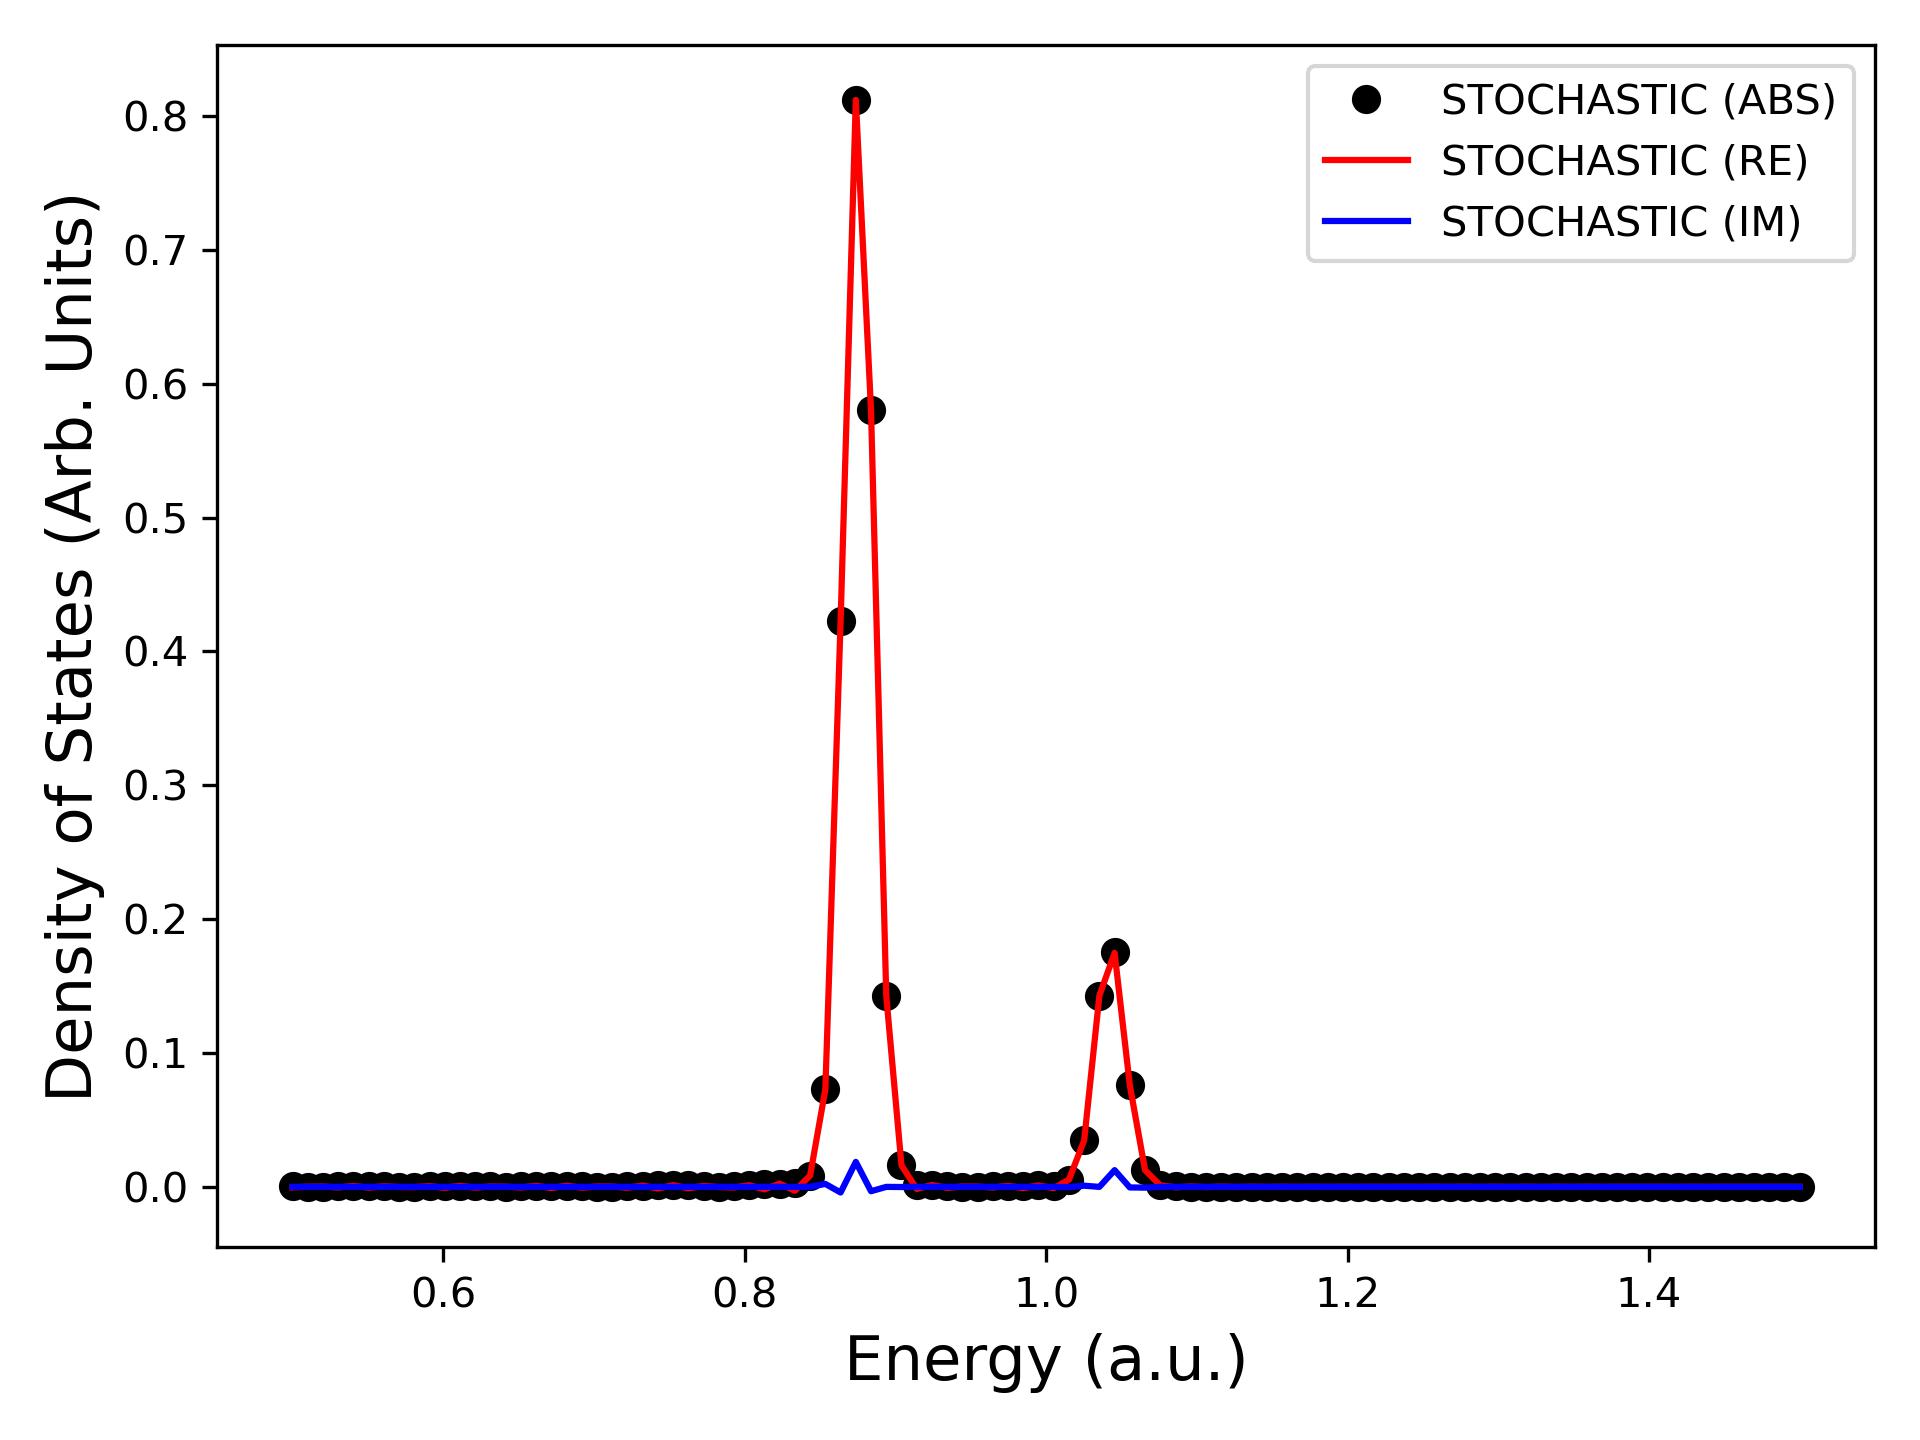 STOCHASTIC (ABS)
STOCHASTIC (RE)
STOCHASTIC (IM)
Density of States (Arb. Units)
0.8
0.7
0.6
0.5
0.4
0.3
0.2
0.1
0.0
0.6 0.8 1.0 1.2 1.4
Energy (a.u.)